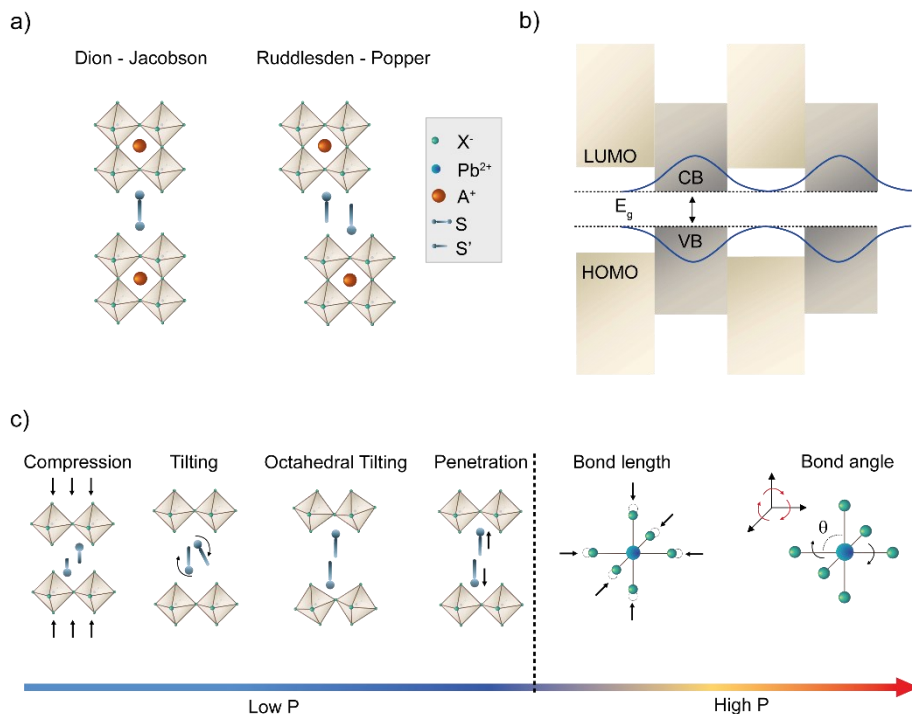 a)
Dion - Jacobson
Ruddlesden - Popper
X⁻
Pb²⁺
A⁺
S
S'
b)
LUMO
CB
E_g
VB
HOMO
c)
Compression
Tilting
Octahedral Tilting
Penetration
Bond length
Bond angle
θ
Low P
High P